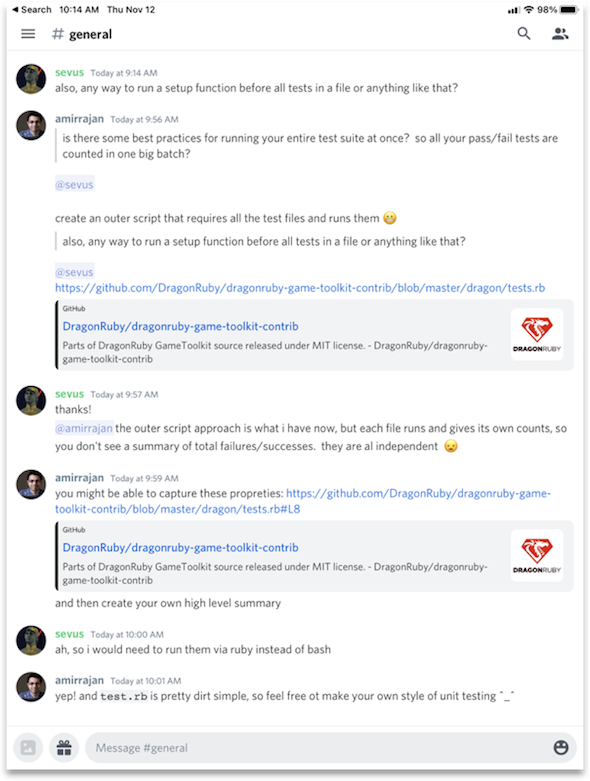 Search 10:14 AM Thu Nov 12 98%
# general
sevus Today at 9:14 AM
also, any way to run a setup function before all tests in a file or anything like that?
amirrajan Today at 9:56 AM
is there some best practices for running your entire test suite at once? so all your pass/fail tests are
counted in one big batch?
@sevus
create an outer script that requires all the test files and runs them 😬
also, any way to run a setup function before all tests in a file or anything like that?
@sevus
https://github.com/DragonRuby/dragonruby-game-toolkit-contrib/blob/master/dragon/tests.rb
GitHub
DragonRuby/dragonruby-game-toolkit-contrib
Parts of DragonRuby GameToolkit source released under MIT license. - DragonRuby/dragonruby-
game-toolkit-contrib
DRAGONRUBY
sevus Today at 9:57 AM
thanks!
@amirrajan the outer script approach is what i have now, but each file runs and gives its own counts, so
you don't see a summary of total failures/successes. they are al independent 😦
amirrajan Today at 9:59 AM
you might be able to capture these propreties: https://github.com/DragonRuby/dragonruby-game-
toolkit-contrib/blob/master/dragon/tests.rb#L8
GitHub
DragonRuby/dragonruby-game-toolkit-contrib
Parts of DragonRuby GameToolkit source released under MIT license. - DragonRuby/dragonruby-
game-toolkit-contrib
DRAGONRUBY
and then create your own high level summary
sevus Today at 10:00 AM
ah, so i would need to run them via ruby instead of bash
amirrajan Today at 10:01 AM
yep! and test.rb is pretty dirt simple, so feel free ot make your own style of unit testing ^_^
Message #general